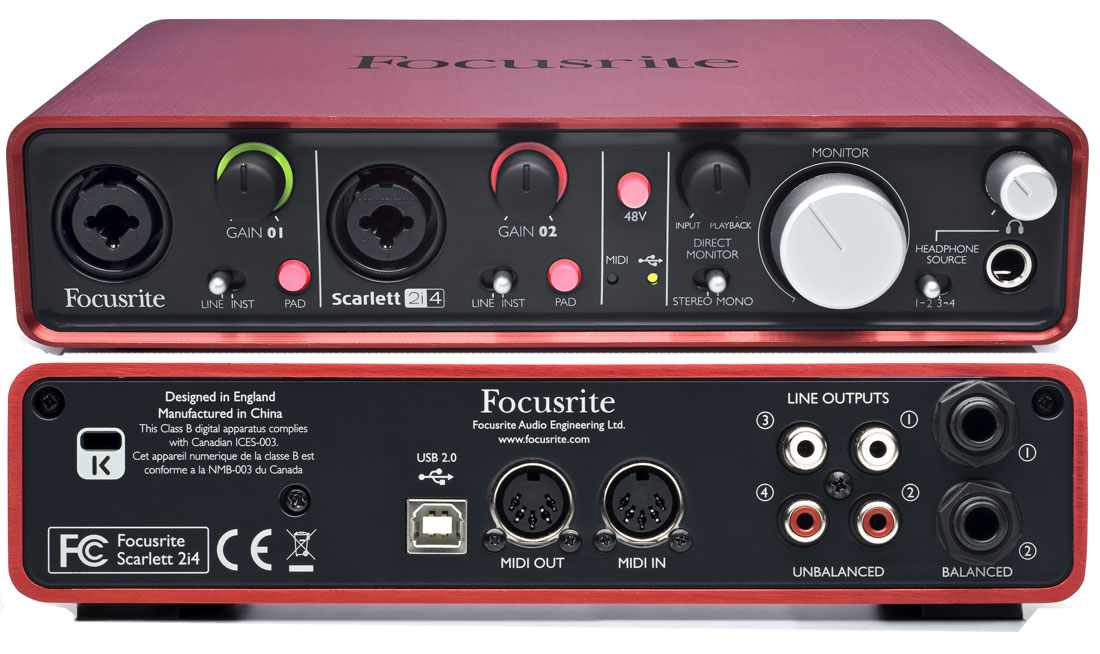 Focusrite
MONITOR
GAIN 01
GAIN 02
48V
INPUT PLAYBACK
DIRECT
MONITOR
MIDI
HEADPHONE
SOURCE
LINE INST
PAD
LINE INST
PAD
STEREO MONO
1-2 3-4
Focusrite
Scarlett 2i4
Designed in England
Manufactured in China
This Class B digital apparatus complies
with Canadian ICES-003.
Cet appareil numerique de la classe B est
conforme a la NMB-003 du Canada
K
FC
Focusrite
Scarlett 2i4
CE
Focusrite
Focusrite Audio Engineering Ltd.
www.focusrite.com
USB 2.0
MIDI OUT
MIDI IN
LINE OUTPUTS
3
1
4
2
1
2
UNBALANCED
BALANCED